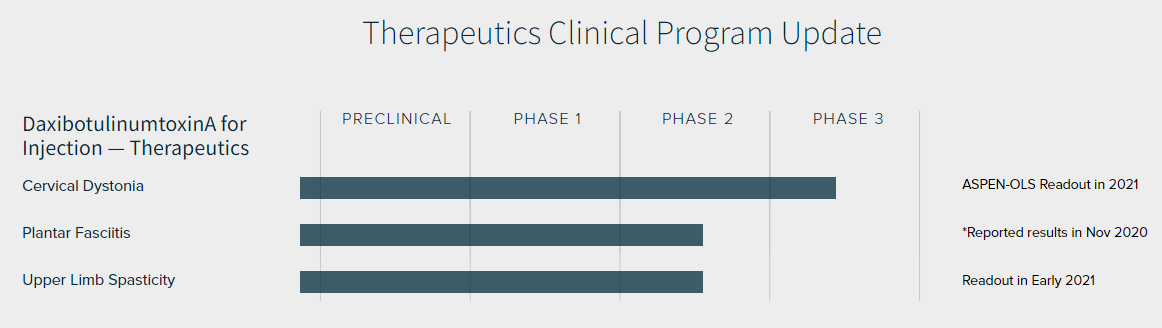 Therapeutics Clinical Program Update
DaxibotulinumtoxinA for
Injection — Therapeutics
PRECLINICAL
PHASE 1
PHASE 2
PHASE 3
Cervical Dystonia
ASPEN-OLS Readout in 2021
Plantar Fasciitis
*Reported results in Nov 2020
Upper Limb Spasticity
Readout in Early 2021